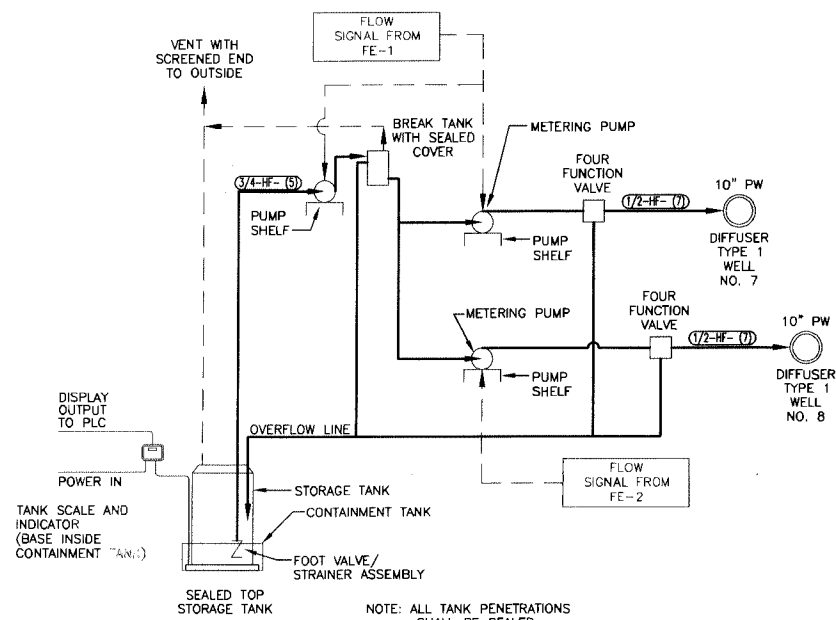 FLOW
SIGNAL FROM
FE-1
VENT WITH
SCREENED END
TO OUTSIDE
BREAK TANK
WITH SEALED
COVER
METERING PUMP
FOUR
FUNCTION
VALVE
10" PW
3/4-HF- (5)
1/2-HF- (7)
PUMP
SHELF
PUMP
SHELF
DIFFUSER
TYPE 1
WELL
NO. 7
METERING PUMP
FOUR
FUNCTION
VALVE
10" PW
1/2-HF- (7)
PUMP
SHELF
DIFFUSER
TYPE 1
WELL
NO. 8
DISPLAY
OUTPUT
TO PLC
OVERFLOW LINE
POWER IN
FLOW
SIGNAL FROM
FE-2
TANK SCALE AND
INDICATOR
(BASE INSIDE
CONTAINMENT TANK)
STORAGE TANK
CONTAINMENT TANK
FOOT VALVE/
STRAINER ASSEMBLY
SEALED TOP
STORAGE TANK
NOTE: ALL TANK PENETRATIONS
SHALL BE SEALED